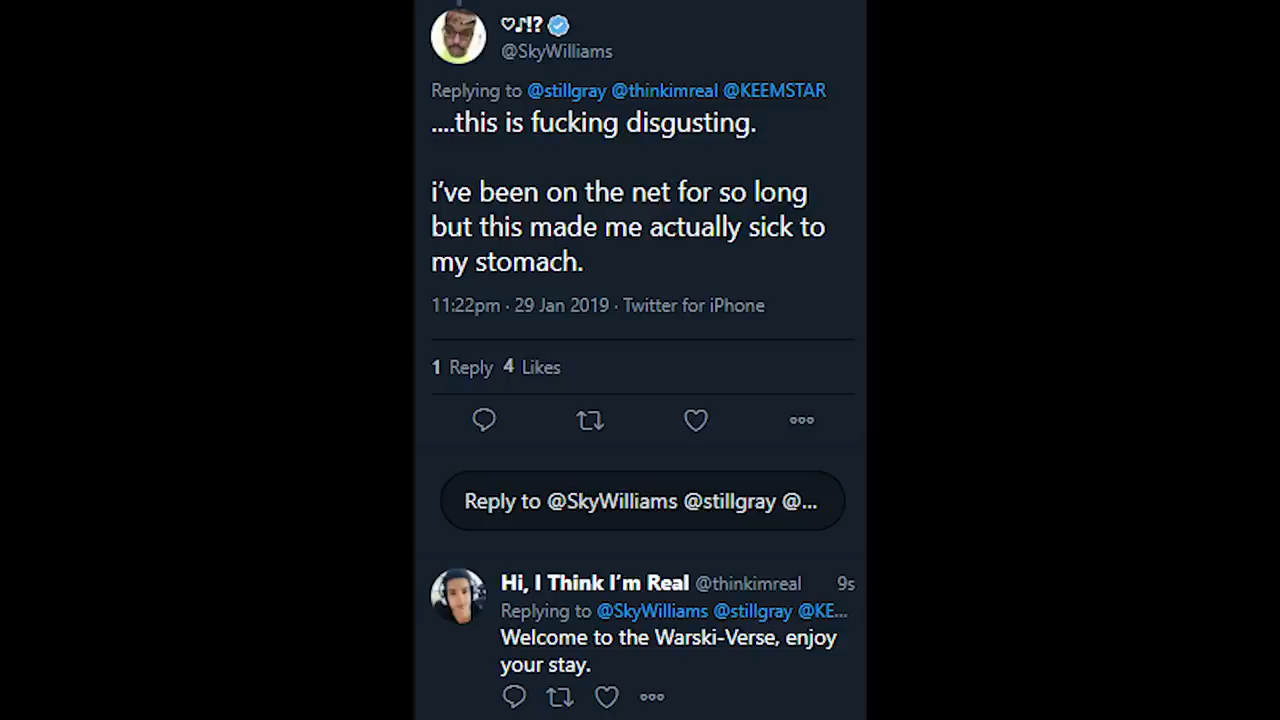 ♡♪!?
@SkyWilliams
Replying to @stillgray @thinkimreal @KEEMSTAR
....this is fucking disgusting.
i’ve been on the net for so long
but this made me actually sick to
my stomach.
11:22pm · 29 Jan 2019 · Twitter for iPhone
1 Reply 4 Likes
Reply to @SkyWilliams @stillgray @...
Hi, I Think I’m Real @thinkimreal 9s
Replying to @SkyWilliams @stillgray @KE...
Welcome to the Warski-Verse, enjoy
your stay.